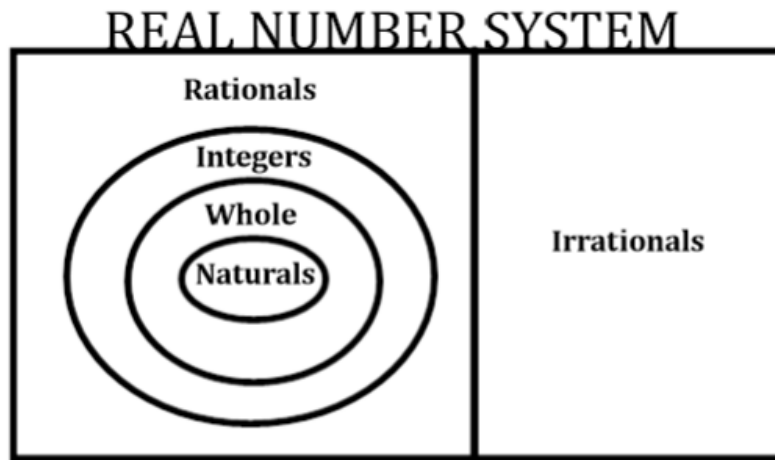 REAL NUMBER SYSTEM
Rationals
Integers
Whole
Naturals
Irrationals